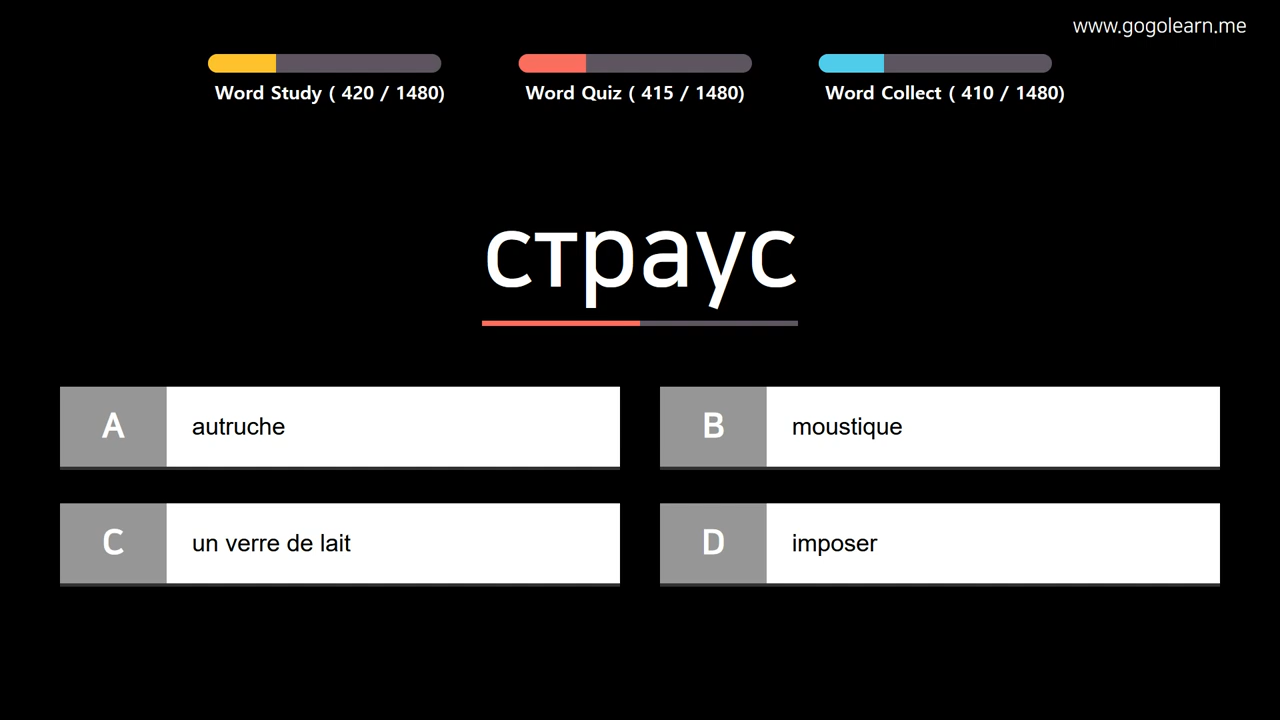 www.gogolearn.me
Word Study ( 420 / 1480)
Word Quiz ( 415 / 1480)
Word Collect ( 410 / 1480)
страус
A autruche
B moustique
C un verre de lait
D imposer